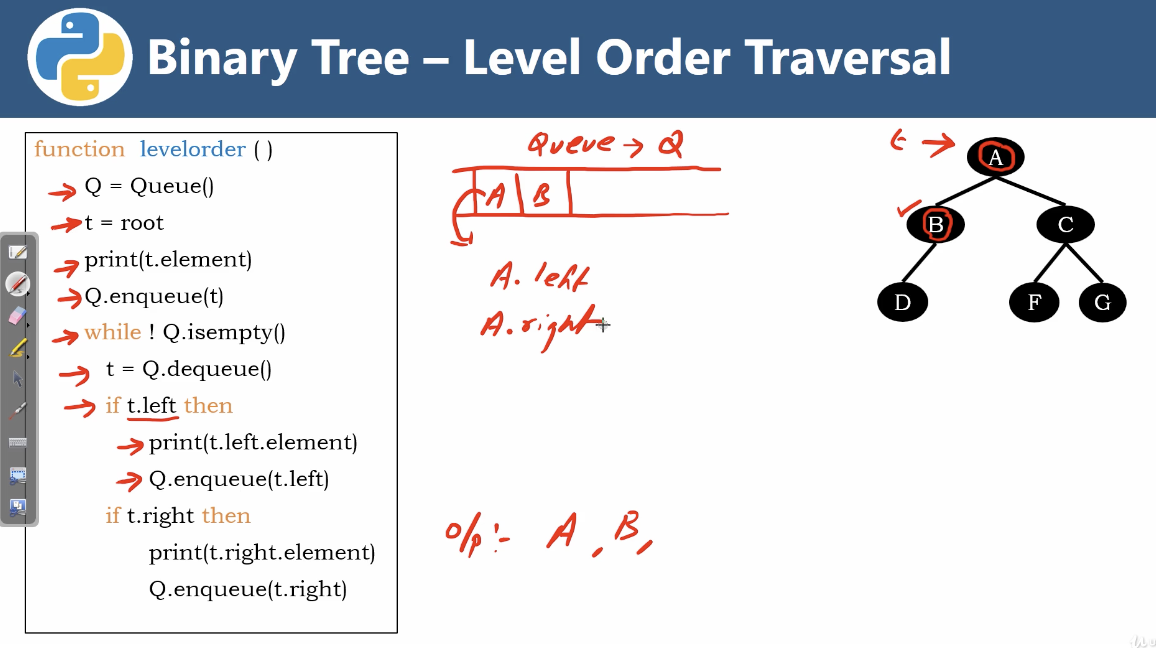 Binary Tree – Level Order Traversal
function levelorder ( )
Q = Queue()
t = root
print(t.element)
Q.enqueue(t)
while ! Q.isempty()
t = Q.dequeue()
if t.left then
print(t.left.element)
Q.enqueue(t.left)
if t.right then
print(t.right.element)
Q.enqueue(t.right)
Queue → Q
A B
A. left
A. right
o/p :- A , B,
t → A
B C
D F G